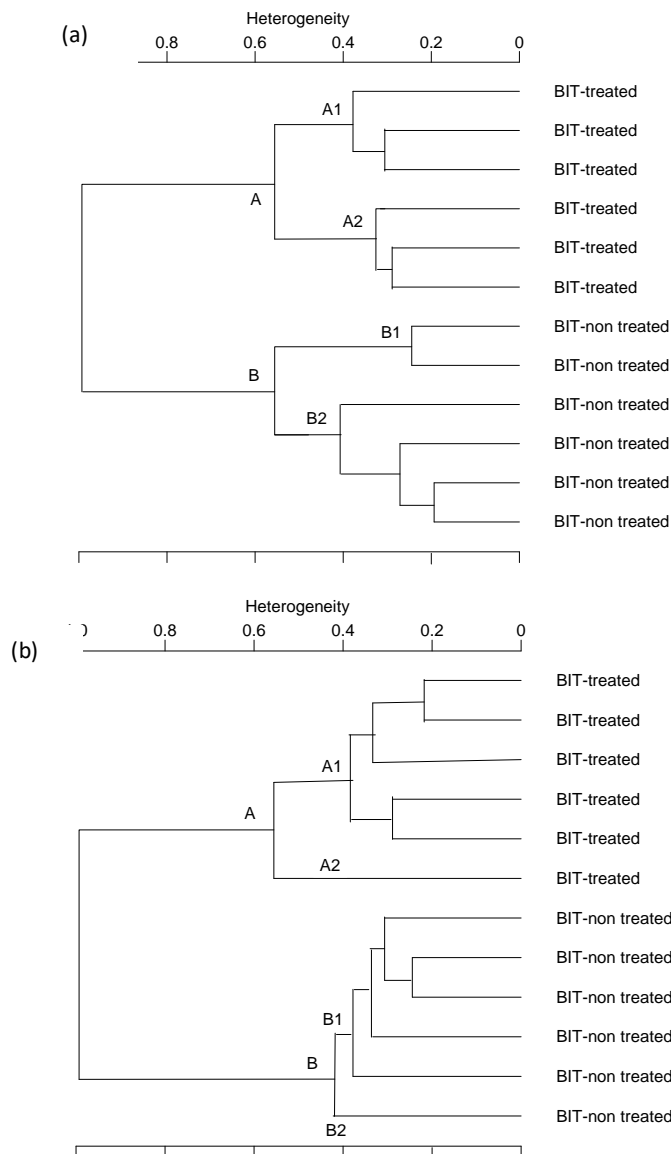 Heterogeneity
(a)
0.8 0.6 0.4 0.2 0
BIT-treated
A1
BIT-treated
BIT-treated
A
BIT-treated
A2
BIT-treated
BIT-treated
BIT-non treated
B1
BIT-non treated
B
BIT-non treated
B2
BIT-non treated
BIT-non treated
BIT-non treated
Heterogeneity
0 0.8 0.6 0.4 0.2 0
(b)
BIT-treated
BIT-treated
BIT-treated
A1
BIT-treated
A
BIT-treated
A2
BIT-treated
BIT-non treated
BIT-non treated
BIT-non treated
B1
BIT-non treated
B
BIT-non treated
BIT-non treated
B2